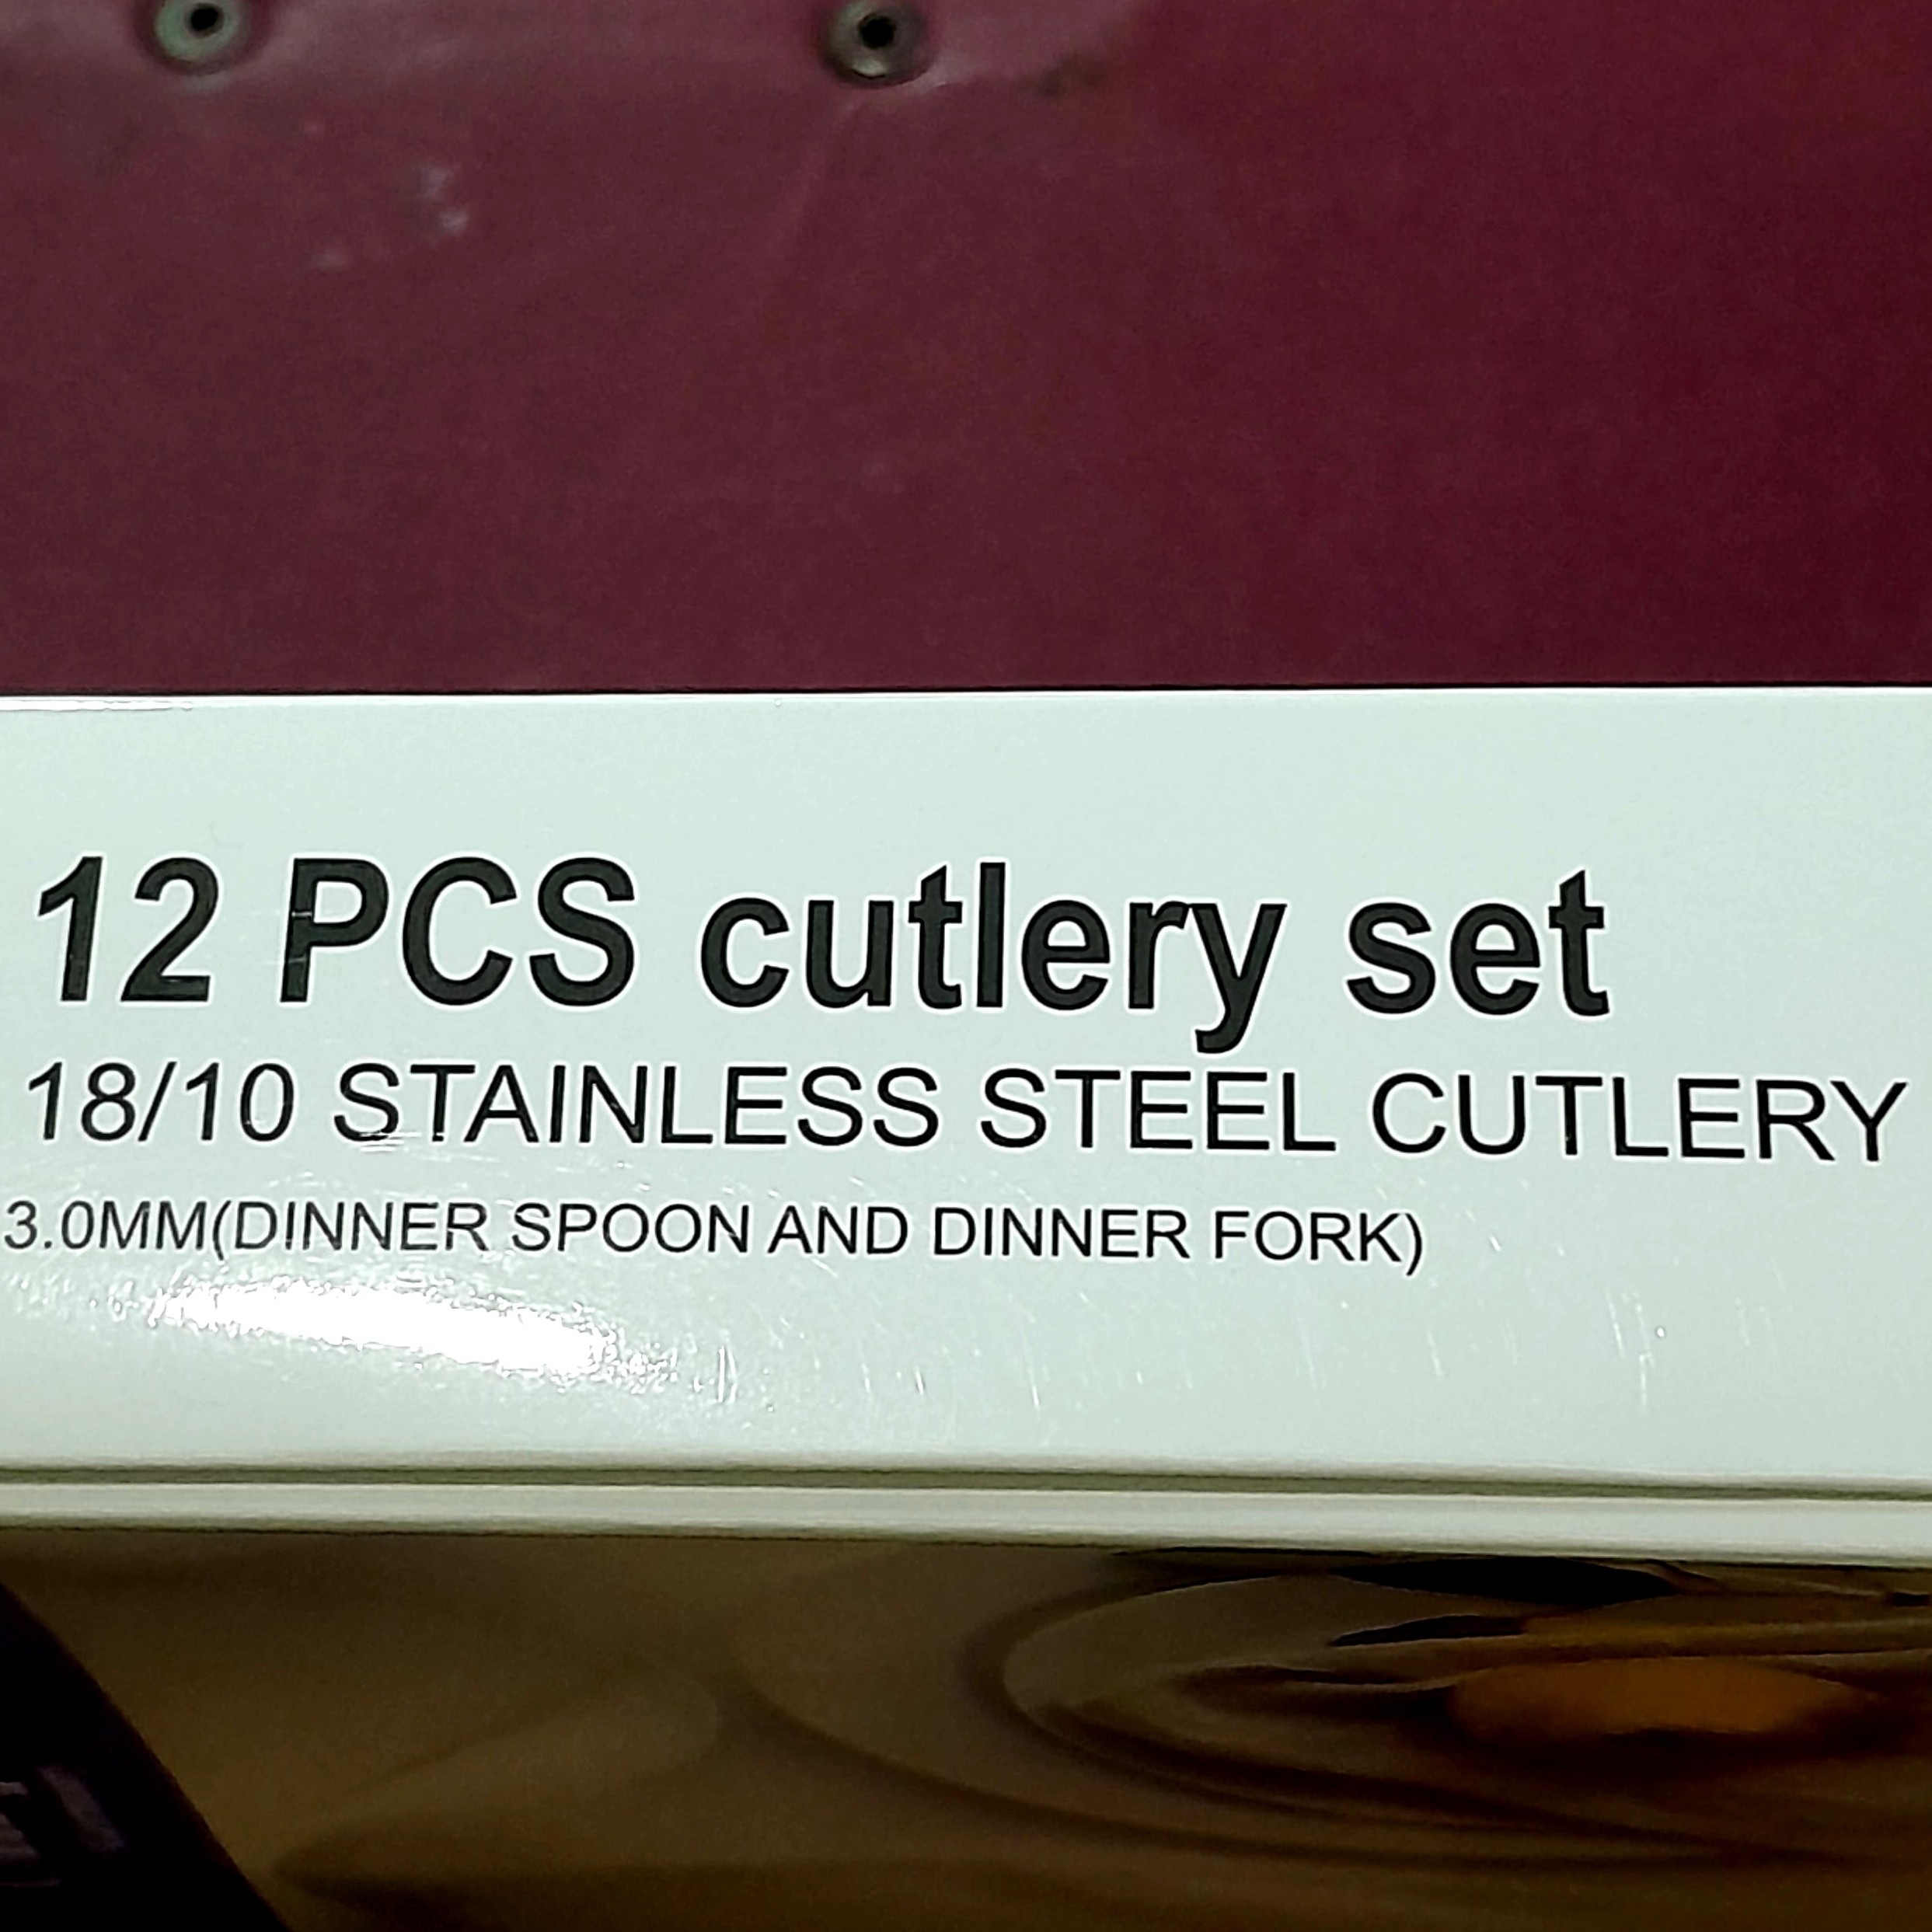 12 PCS cutlery set
18/10 STAINLESS STEEL CUTLERY
3.0MM(DINNER SPOON AND DINNER FORK)